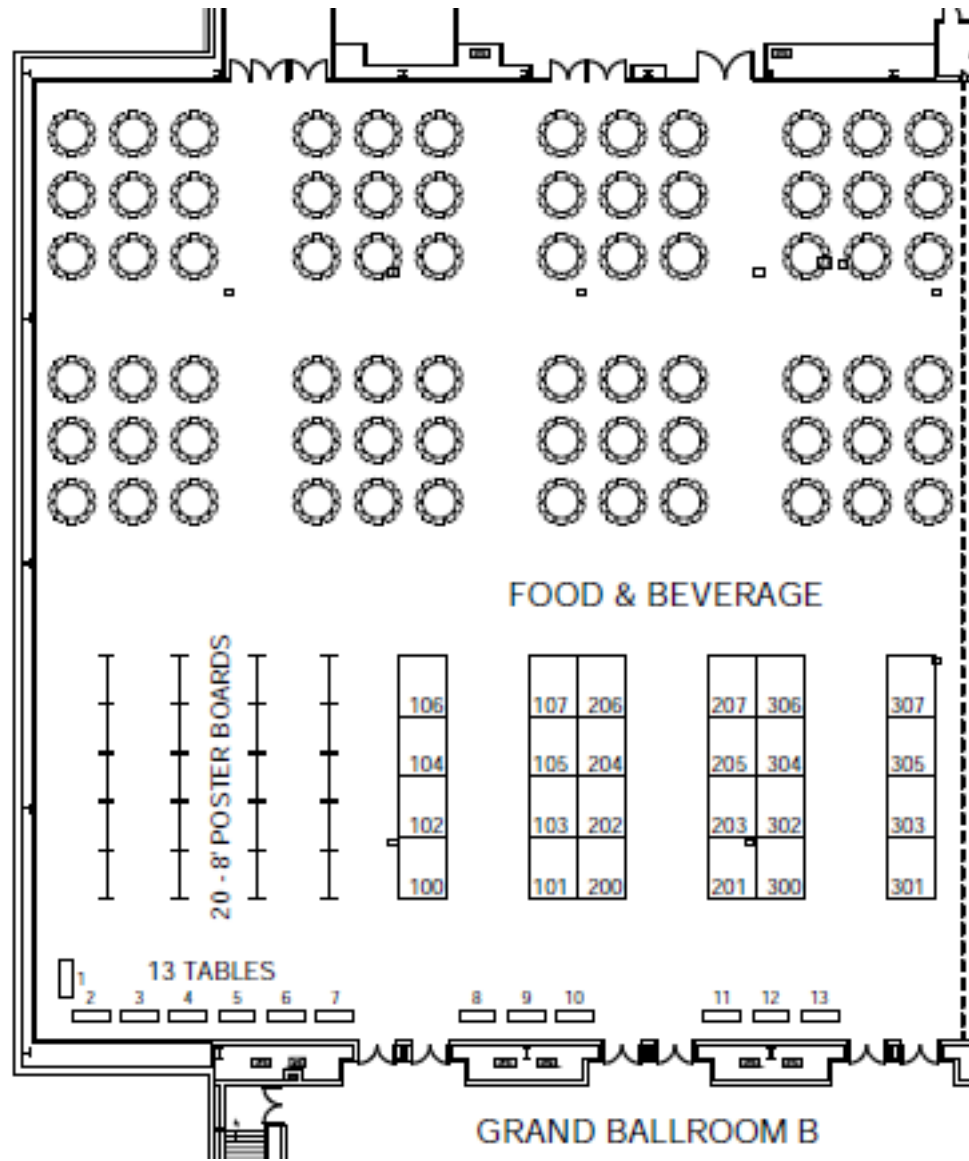 FOOD & BEVERAGE
20 - 8' POSTER BOARDS
106 107 206 207 306 307
104 105 204 205 304 305
102 103 202 203 302 303
100 101 200 201 300 301
13 TABLES
1
2 3 4 5 6 7 8 9 10 11 12 13
GRAND BALLROOM B